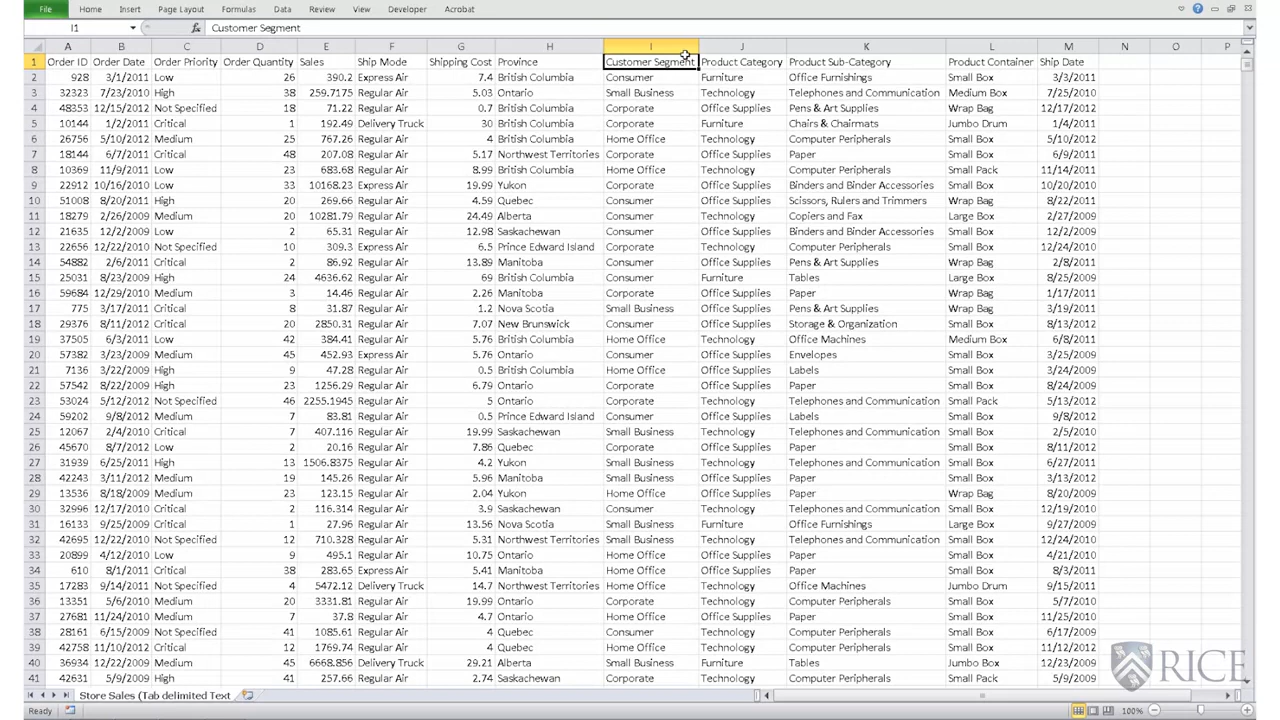 File Home Insert Page Layout Formulas Data Review View Developer Acrobat
I1 fx Customer Segment
A B C D E F G H I J K L M N O P
1 Order ID Order Date Order Priority Order Quantity Sales Ship Mode Shipping Cost Province Customer Segment Product Category Product Sub-Category Product Container Ship Date
2 928 3/1/2011 Low 26 390.2 Express Air 7.4 British Columbia Consumer Furniture Office Furnishings Small Box 3/3/2011
3 32323 7/23/2010 High 38 259.7175 Regular Air 5.03 Ontario Small Business Technology Telephones and Communication Medium Box 7/25/2010
4 48353 12/15/2012 Not Specified 18 71.22 Regular Air 0.7 British Columbia Corporate Office Supplies Pens & Art Supplies Wrap Bag 12/17/2012
5 10144 1/2/2011 Critical 1 192.49 Delivery Truck 30 British Columbia Corporate Furniture Chairs & Chairmats Jumbo Drum 1/4/2011
6 26756 5/10/2012 Medium 25 767.26 Regular Air 4 British Columbia Home Office Technology Computer Peripherals Small Box 5/10/2012
7 18144 6/7/2011 Critical 48 207.08 Regular Air 5.17 Northwest Territories Corporate Office Supplies Paper Small Box 6/9/2011
8 10369 11/9/2011 Low 23 683.68 Regular Air 8.99 British Columbia Home Office Technology Computer Peripherals Small Pack 11/14/2011
9 22912 10/16/2010 Low 33 10168.23 Express Air 19.99 Yukon Corporate Office Supplies Binders and Binder Accessories Small Box 10/20/2010
10 51008 8/20/2011 High 66 269.66 Regular Air 4.59 Quebec Consumer Office Supplies Scissors, Rulers and Trimmers Wrap Bag 8/22/2011
11 18279 2/26/2009 Medium 20 10281.79 Regular Air 24.49 Alberta Consumer Technology Copiers and Fax Large Box 2/27/2009
12 21635 12/2/2009 Low 2 65.31 Regular Air 12.98 Saskachewan Consumer Office Supplies Binders and Binder Accessories Small Box 12/2/2009
13 22656 12/22/2010 Not Specified 10 309.3 Express Air 6.5 Prince Edward Island Corporate Technology Computer Peripherals Small Box 12/24/2010
14 54882 2/6/2011 Critical 2 86.92 Regular Air 13.89 Manitoba Consumer Office Supplies Pens & Art Supplies Wrap Bag 2/8/2011
15 25031 8/23/2009 High 24 4636.62 Regular Air 69 British Columbia Consumer Furniture Tables Large Box 8/25/2009
16 59684 12/29/2010 Medium 3 14.46 Regular Air 2.26 Manitoba Corporate Office Supplies Paper Wrap Bag 1/17/2011
17 775 3/17/2011 Critical 8 31.87 Regular Air 1.2 Nova Scotia Small Business Office Supplies Pens & Art Supplies Wrap Bag 3/19/2011
18 29376 8/11/2012 Critical 20 2850.31 Regular Air 7.07 New Brunswick Consumer Office Supplies Storage & Organization Small Box 8/13/2012
19 37505 6/3/2011 Low 42 384.41 Regular Air 5.76 British Columbia Home Office Technology Office Machines Medium Box 6/8/2011
20 57382 3/23/2009 Medium 45 452.93 Express Air 5.76 Ontario Consumer Office Supplies Envelopes Small Box 3/25/2009
21 7136 3/22/2009 High 9 47.28 Regular Air 0.5 British Columbia Home Office Office Supplies Labels Small Box 3/24/2009
22 57542 8/22/2012 High 23 1256.29 Regular Air 6.79 Ontario Corporate Office Supplies Paper Small Box 8/24/2012
23 53024 5/12/2012 Not Specified 46 2255.1945 Regular Air 5 Ontario Corporate Technology Telephones and Communication Small Pack 5/13/2012
24 59202 9/8/2012 Medium 7 83.81 Regular Air 0.5 Prince Edward Island Consumer Office Supplies Labels Small Box 9/8/2012
25 12067 2/4/2010 Critical 7 407.116 Regular Air 19.99 Saskachewan Small Business Technology Telephones and Communication Small Box 2/5/2010
26 45670 8/7/2012 Low 2 20.16 Regular Air 7.86 Quebec Corporate Office Supplies Paper Small Box 8/11/2012
27 31939 6/25/2011 High 13 1506.8375 Regular Air 4.2 Yukon Small Business Technology Telephones and Communication Small Box 6/27/2011
28 42243 3/11/2012 Medium 19 145.26 Regular Air 5.96 Manitoba Small Business Office Supplies Paper Small Box 3/13/2012
29 13536 8/18/2009 Medium 23 123.15 Regular Air 2.04 Yukon Home Office Office Supplies Paper Wrap Bag 8/20/2009
30 32996 12/17/2010 Critical 2 116.314 Regular Air 3.9 Saskachewan Consumer Technology Telephones and Communication Small Box 12/19/2010
31 16133 9/25/2009 Critical 1 27.96 Regular Air 13.56 Nova Scotia Small Business Furniture Office Furnishings Large Box 9/27/2009
32 42695 12/20/2010 Not Specified 12 710.328 Regular Air 5.31 Northwest Territories Small Business Technology Telephones and Communication Small Box 12/22/2010
33 20899 4/12/2010 Low 9 495.1 Regular Air 10.75 Ontario Home Office Office Supplies Paper Small Box 4/21/2010
34 610 8/1/2011 Critical 38 283.65 Regular Air 5.41 Manitoba Home Office Office Supplies Paper Small Box 8/3/2011
35 17283 9/14/2011 Not Specified 4 5472.12 Delivery Truck 14.7 Northwest Territories Home Office Technology Office Machines Jumbo Drum 9/15/2011
36 13351 5/6/2010 Medium 20 3331.81 Regular Air 19.99 Ontario Corporate Technology Computer Peripherals Small Box 5/7/2010
37 27681 11/24/2010 Medium 7 37.8 Regular Air 4.7 Ontario Home Office Office Supplies Paper Small Box 11/25/2010
38 28161 6/15/2009 Not Specified 41 1085.61 Regular Air 4 Quebec Consumer Technology Computer Peripherals Small Box 6/17/2009
39 42758 11/10/2012 Critical 12 1769.74 Regular Air 4 Quebec Home Office Technology Computer Peripherals Small Box 11/12/2012
40 36934 12/22/2009 Medium 45 6668.856 Delivery Truck 29.21 Alberta Small Business Furniture Tables Jumbo Box 12/23/2009
41 42631 5/9/2009 High 41 257.66 Regular Air 2.74 Saskachewan Small Business Technology Computer Peripherals Small Pack 5/9/2009
RICE
Store Sales (Tab delimited Text
Ready 100%